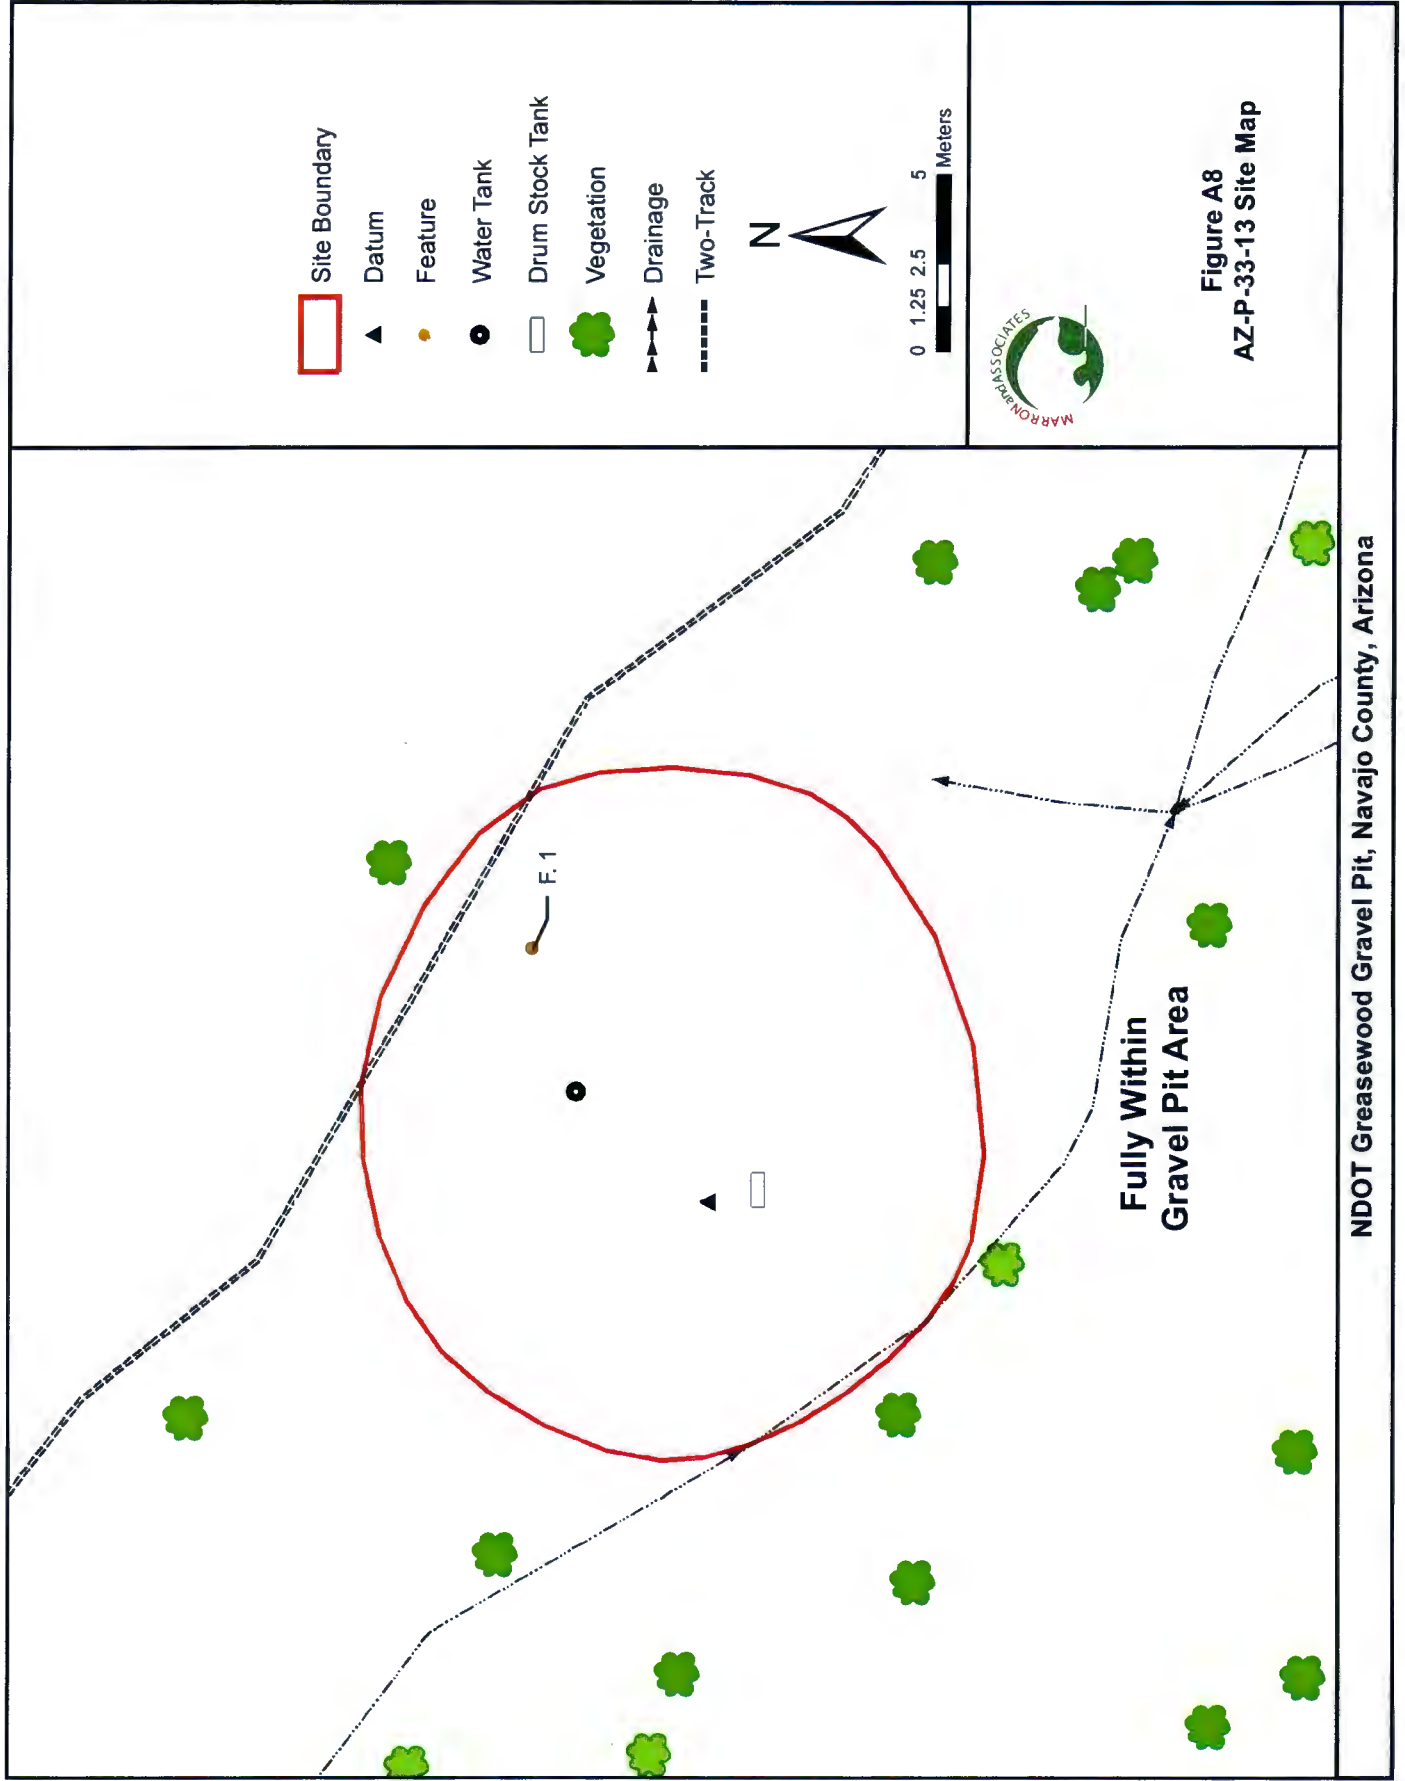 F. 1
Fully Within
Gravel Pit Area
Site Boundary
Datum
Feature
Water Tank
Drum Stock Tank
Vegetation
Drainage
Two-Track
N
0 1.25 2.5 5
Meters
MARRON and ASSOCIATES
Figure A8
AZ-P-33-13 Site Map
NDOT Greasewood Gravel Pit, Navajo County, Arizona